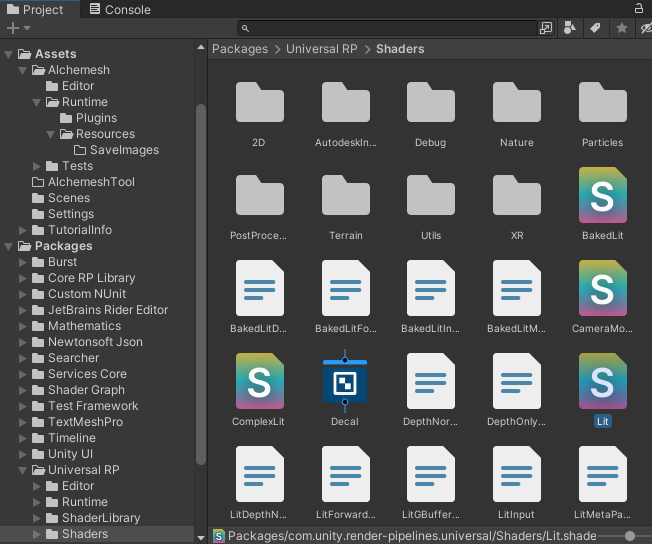 Project
Console
Packages > Universal RP > Shaders
Assets
Alchemesh
Editor
Runtime
Plugins
Resources
SaveImages
Tests
AlchemeshTool
Scenes
Settings
TutorialInfo
Packages
Burst
Core RP Library
Custom NUnit
JetBrains Rider Editor
Mathematics
Newtonsoft Json
Searcher
Services Core
Shader Graph
Test Framework
TextMeshPro
Timeline
Unity UI
Universal RP
Editor
Runtime
ShaderLibrary
Shaders
2D
AutodeskIn...
Debug
Nature
Particles
PostProce...
Terrain
Utils
XR
S
BakedLit
BakedLitD...
BakedLitFo...
BakedLitIn...
BakedLitM...
S
CameraMo...
S
ComplexLit
Decal
DepthNor...
DepthOnly...
S
Lit
LitDepthN...
LitForward...
LitGBuffer...
LitInput
LitMetaPa...
S Packages/com.unity.render-pipelines.universal/Shaders/Lit.shade